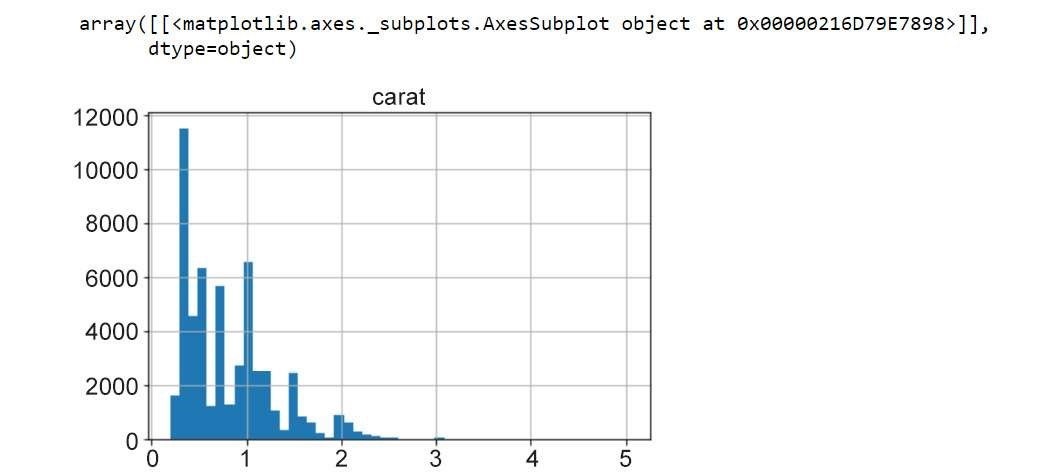 array([[<matplotlib.axes._subplots.AxesSubplot object at 0x00000216D79E7898>]],
dtype=object)
carat
12000
10000
8000
6000
4000
2000
0
0 1 2 3 4 5